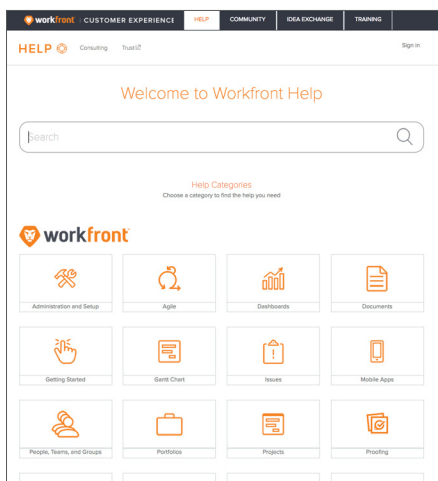 workfront | CUSTOMER EXPERIENCE HELP COMMUNITY IDEA EXCHANGE TRAINING
HELP Consulting Trust Sign In
Welcome to Workfront Help
Search
Help Categories
Choose a category to find the help you need
workfront
Administration and Setup Agile Dashboards Documents
Getting Started Gantt Chart Issues Mobile Apps
People, Teams, and Groups Portfolios Projects Proofing